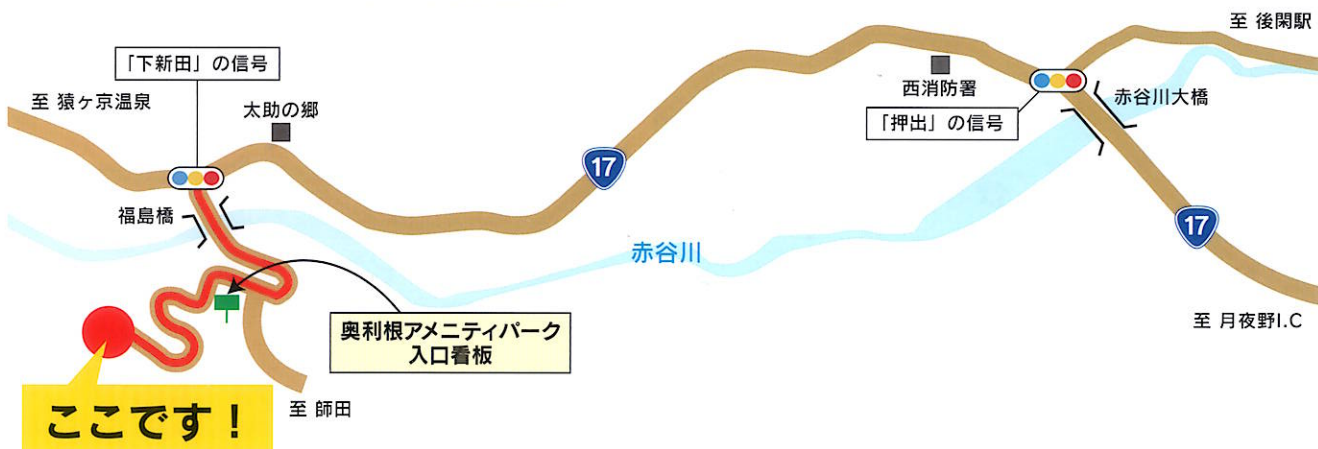 至 後閑駅
「下新田」の信号
至 猿ヶ京温泉
太助の郷
西消防署
赤谷川大橋
「押出」の信号
17
福島橋
17
赤谷川
奥利根アメニティパーク
入口看板
至 月夜野I.C
至 師田
ここです！